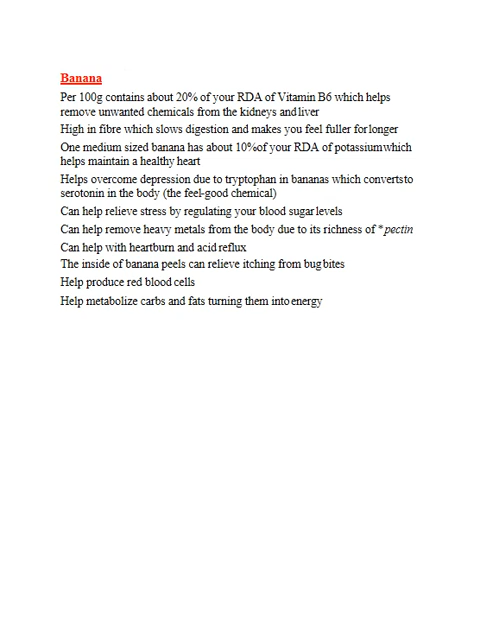 Banana
Per 100g contains about 20% of your RDA of Vitamin B6 which helps
remove unwanted chemicals from the kidneys and liver
High in fibre which slows digestion and makes you feel fuller for longer
One medium sized banana has about 10% of your RDA of potassium which
helps maintain a healthy heart
Helps overcome depression due to tryptophan in bananas which converts to
serotonin in the body (the feel-good chemical)
Can help relieve stress by regulating your blood sugar levels
Can help remove heavy metals from the body due to its richness of *pectin
Can help with heartburn and acid reflux
The inside of banana peels can relieve itching from bug bites
Help produce red blood cells
Help metabolize carbs and fats turning them into energy